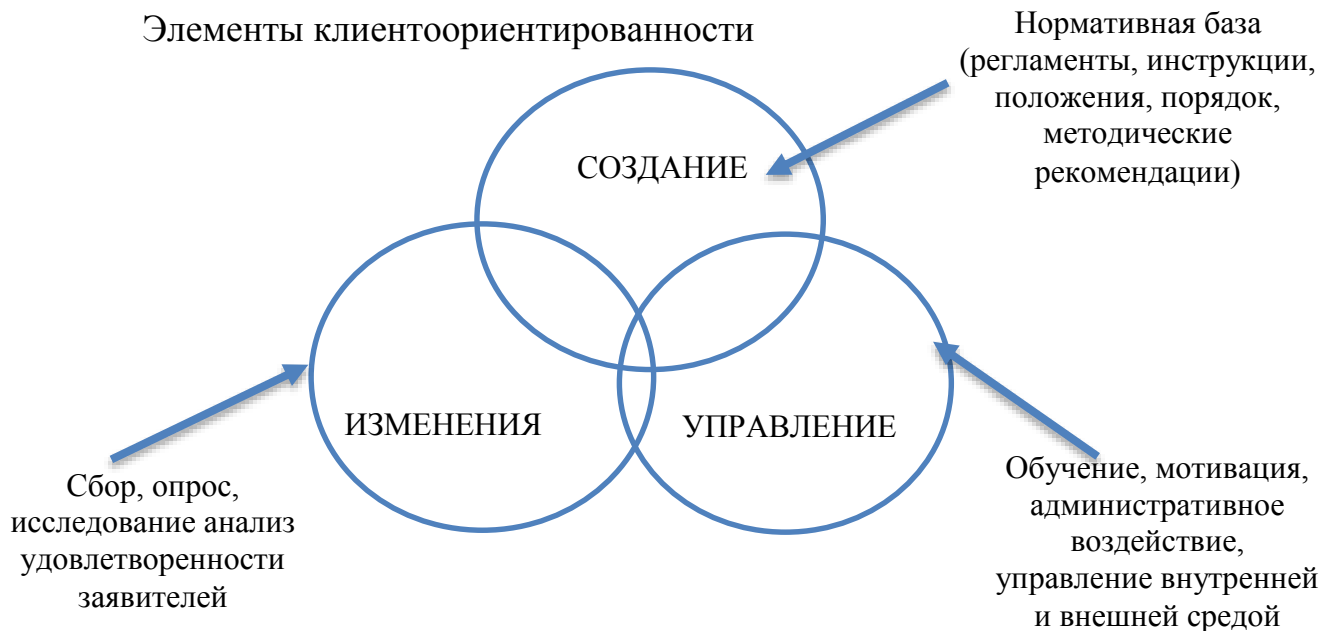 Элементы клиентоориентированности
Нормативная база
(регламенты, инструкции,
положения, порядок,
методические
рекомендации)
СОЗДАНИЕ
ИЗМЕНЕНИЯ
УПРАВЛЕНИЕ
Сбор, опрос,
исследование анализ
удовлетворенности
заявителей
Обучение, мотивация,
административное
воздействие,
управление внутренней
и внешней средой